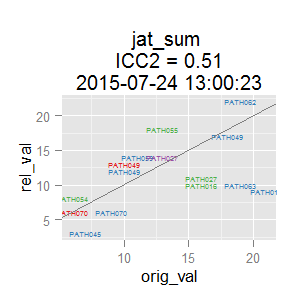 jat_sum
ICC2 = 0.51
2015-07-24 13:00:23
rel_val
20
15
10
5
PATH062
PATH055
PATH049
PATH027
PATH049
PATH049
PATH027
PATH016
PATH063
PATH054
PATH070
PATH070
PATH045
10
15
20
orig_val